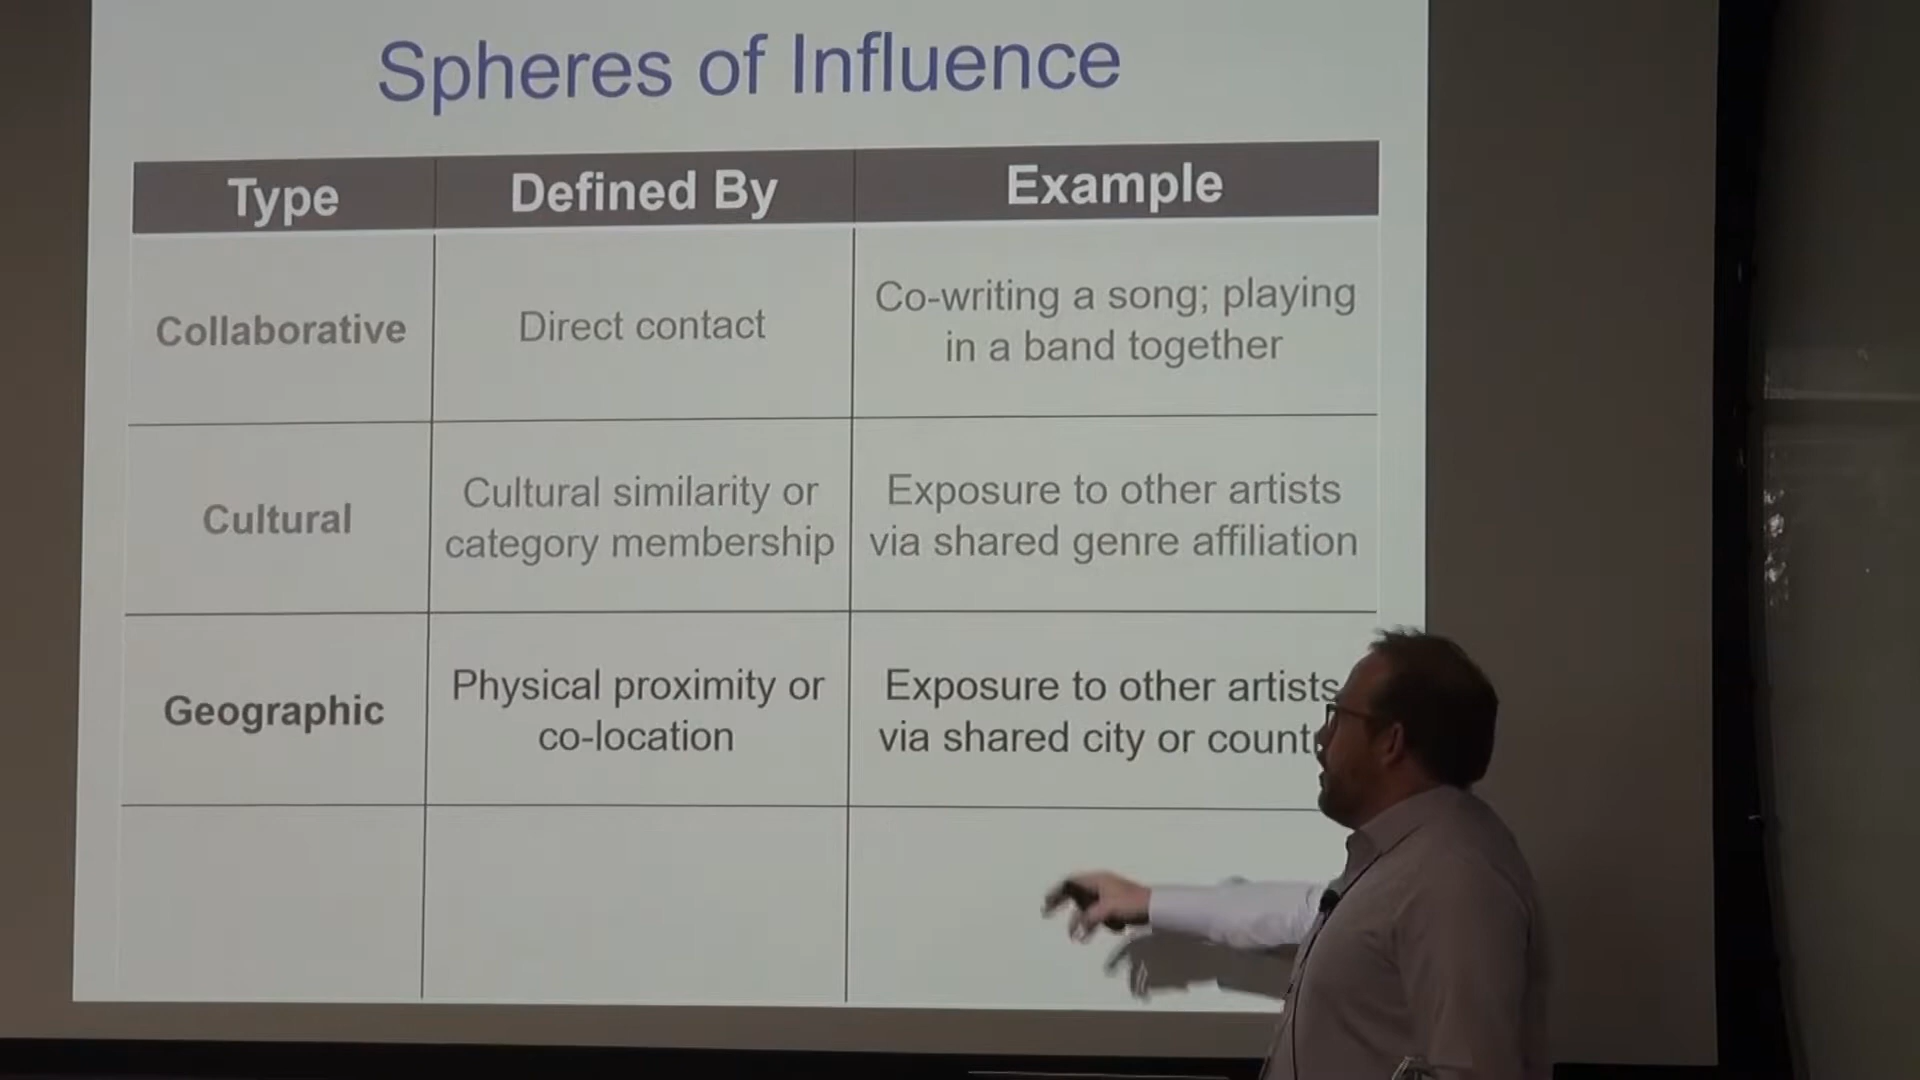 Spheres of Influence
Type
Defined By
Example
Collaborative
Direct contact
Co-writing a song; playing
in a band together
Cultural
Cultural similarity or
category membership
Exposure to other artists
via shared genre affiliation
Geographic
Physical proximity or
co-location
Exposure to other artists
via shared city or